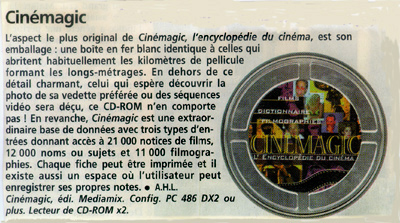 Cinémagic
L'aspect le plus original de Cinémagic, l'encyclopédie du cinéma, est son
emballage : une boite en fer blanc identique à celles qui
abritent habituellement les kilomètres de pellicule
formant les longs-métrages. En dehors de ce
détail charmant, celui qui espère découvrir la
photo de sa vedette préférée ou des séquences
vidéo sera déçu, ce CD-ROM n'en comporte
pas ! En revanche, Cinémagic est une extraor-
dinaire base de données avec trois types d'en-
trées donnant accès à 21 000 notices de films,
12 000 noms ou sujets et 11 000 filmogra-
phies. Chaque fiche peut être imprimée et il
existe aussi un espace où l'utilisateur peut
enregistrer ses propres notes. ● A.H.L.
Cinémagic, édi. Mediamix. Config. PC 486 DX2 ou
plus. Lecteur de CD-ROM x2.
FILMS
DICTIONNAIRE
FILMOGRAPHIES
CINÉMAGIC
L'ENCYCLOPÉDIE DU CINÉMA